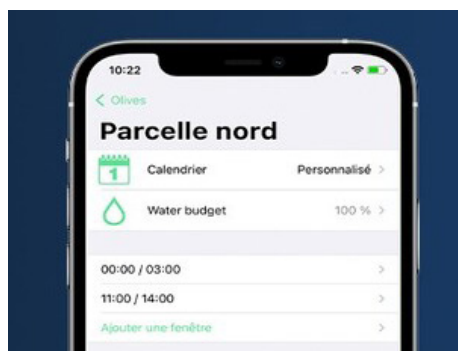 10:22
Olives
Parcelle nord
1 Calendrier Personnalisé
Water budget 100 %
00:00 / 03:00
11:00 / 14:00
Ajouter une fenêtre